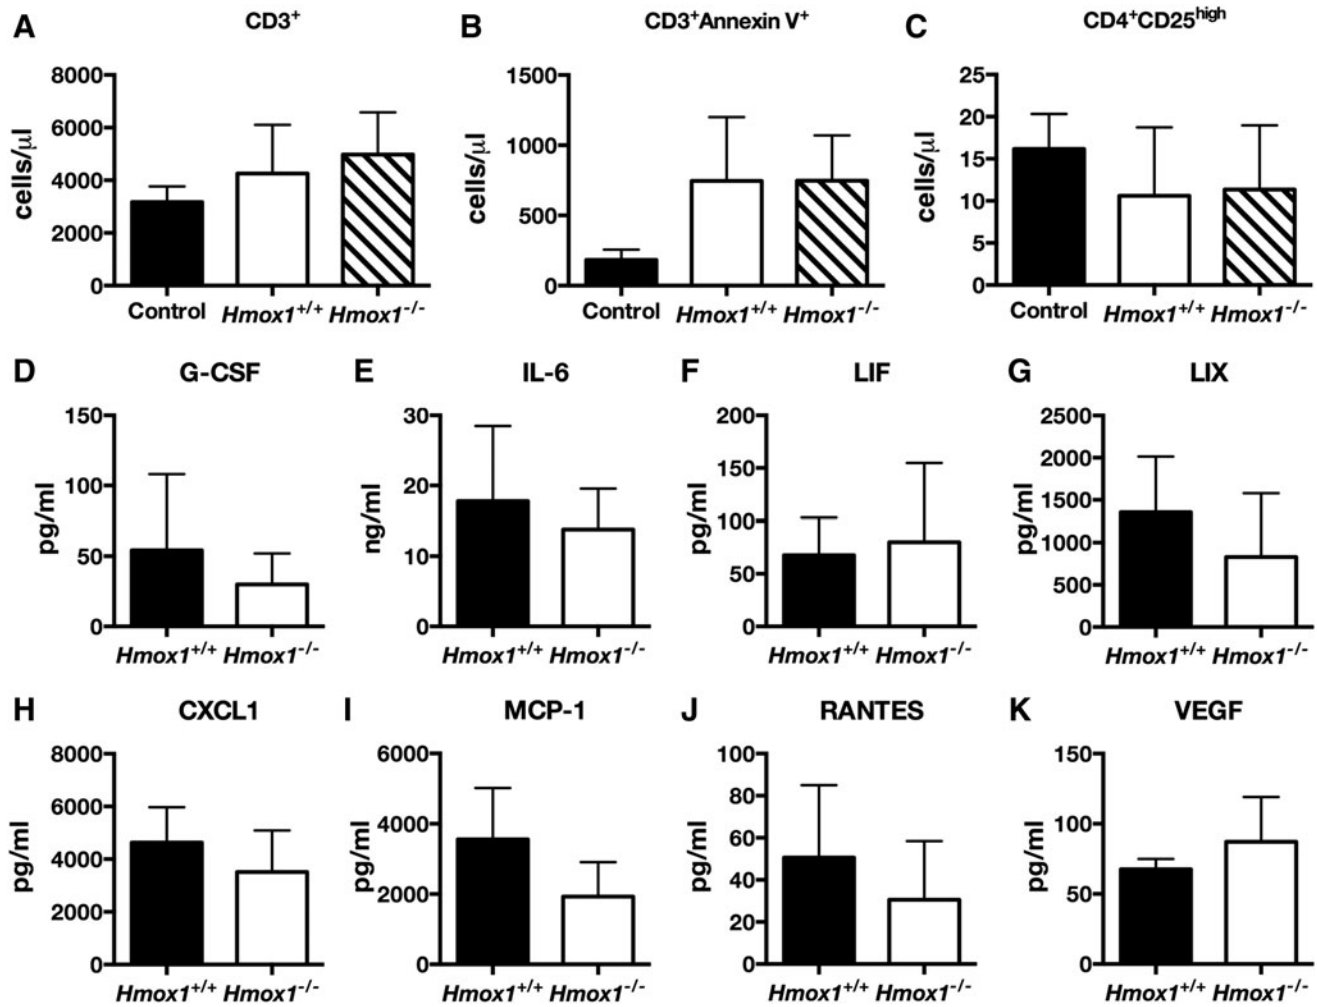 A CD3⁺
cells/μl
8000
6000
4000
2000
0
Control Hmox1⁺/⁺ Hmox1⁻/⁻
B CD3⁺Annexin V⁺
cells/μl
1500
1000
500
0
Control Hmox1⁺/⁺ Hmox1⁻/⁻
C CD4⁺CD25ʰⁱᵍʰ
cells/μl
25
20
15
10
5
0
Control Hmox1⁺/⁺ Hmox1⁻/⁻
D G-CSF
pg/ml
150
100
50
0
Hmox1⁺/⁺ Hmox1⁻/⁻
E IL-6
ng/ml
30
20
10
0
Hmox1⁺/⁺ Hmox1⁻/⁻
F LIF
pg/ml
200
150
100
50
0
Hmox1⁺/⁺ Hmox1⁻/⁻
G LIX
pg/ml
2500
2000
1500
1000
500
0
Hmox1⁺/⁺ Hmox1⁻/⁻
H CXCL1
pg/ml
8000
6000
4000
2000
0
Hmox1⁺/⁺ Hmox1⁻/⁻
I MCP-1
pg/ml
6000
4000
2000
0
Hmox1⁺/⁺ Hmox1⁻/⁻
J RANTES
pg/ml
100
80
60
40
20
0
Hmox1⁺/⁺ Hmox1⁻/⁻
K VEGF
pg/ml
150
100
50
0
Hmox1⁺/⁺ Hmox1⁻/⁻